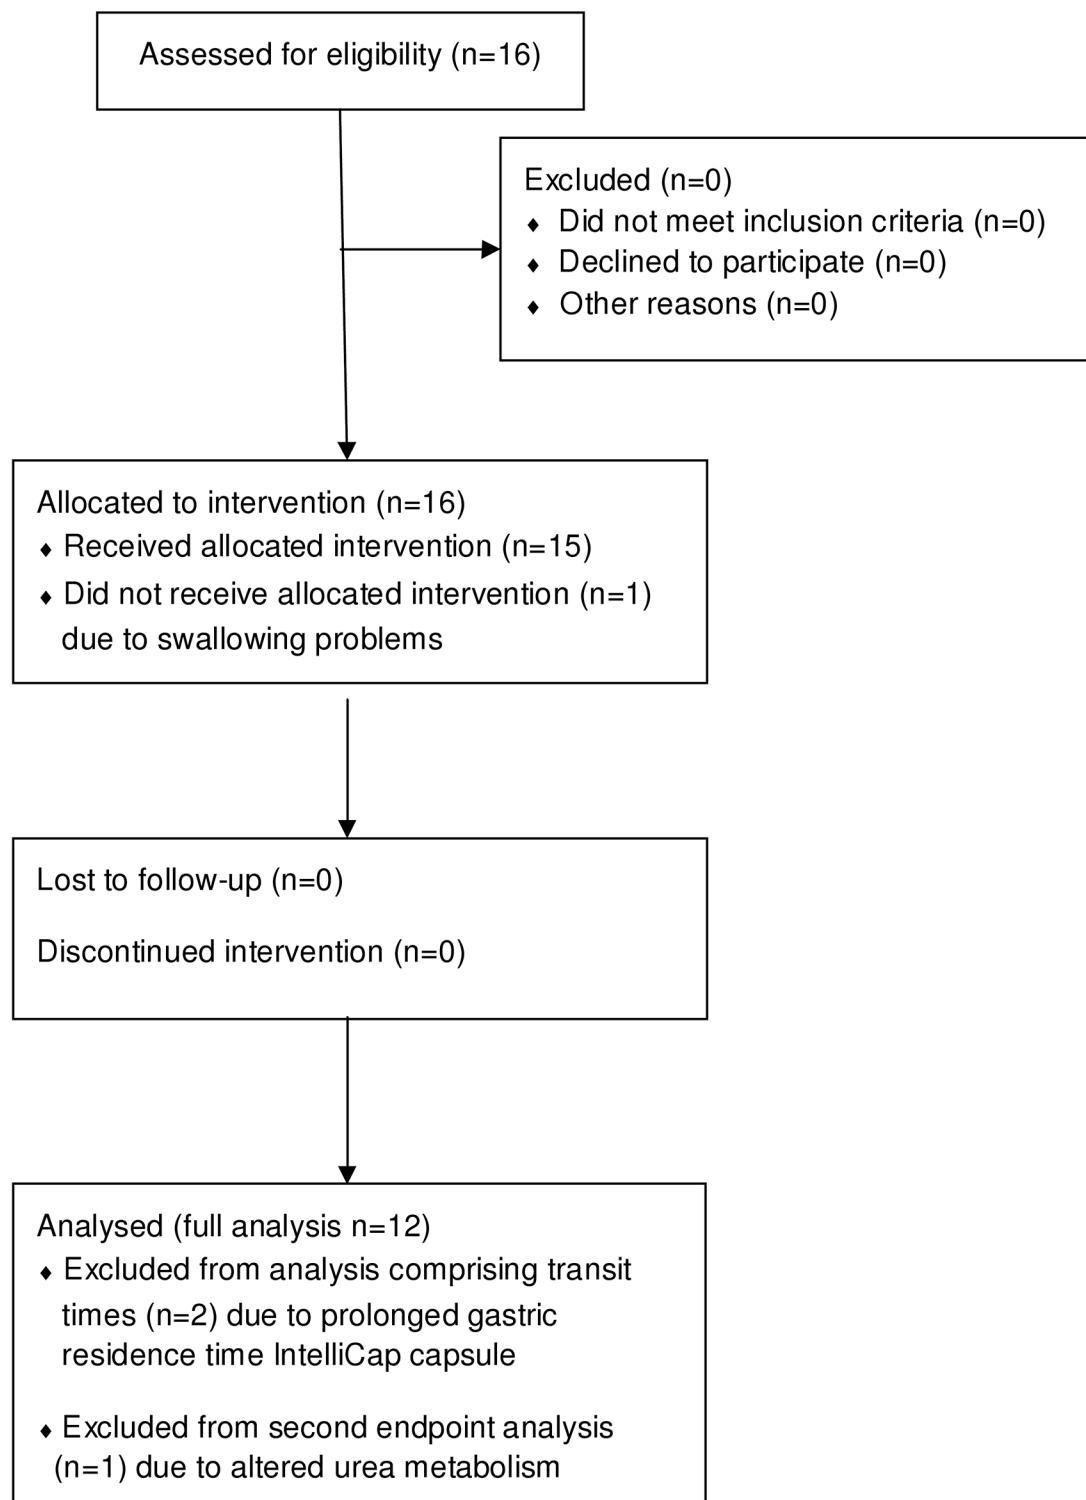 Assessed for eligibility (n=16)
Excluded (n=0)
♦ Did not meet inclusion criteria (n=0)
♦ Declined to participate (n=0)
♦ Other reasons (n=0)
Allocated to intervention (n=16)
♦ Received allocated intervention (n=15)
♦ Did not receive allocated intervention (n=1)
due to swallowing problems
Lost to follow-up (n=0)
Discontinued intervention (n=0)
Analysed (full analysis n=12)
♦ Excluded from analysis comprising transit
times (n=2) due to prolonged gastric
residence time IntelliCap capsule
♦ Excluded from second endpoint analysis
(n=1) due to altered urea metabolism